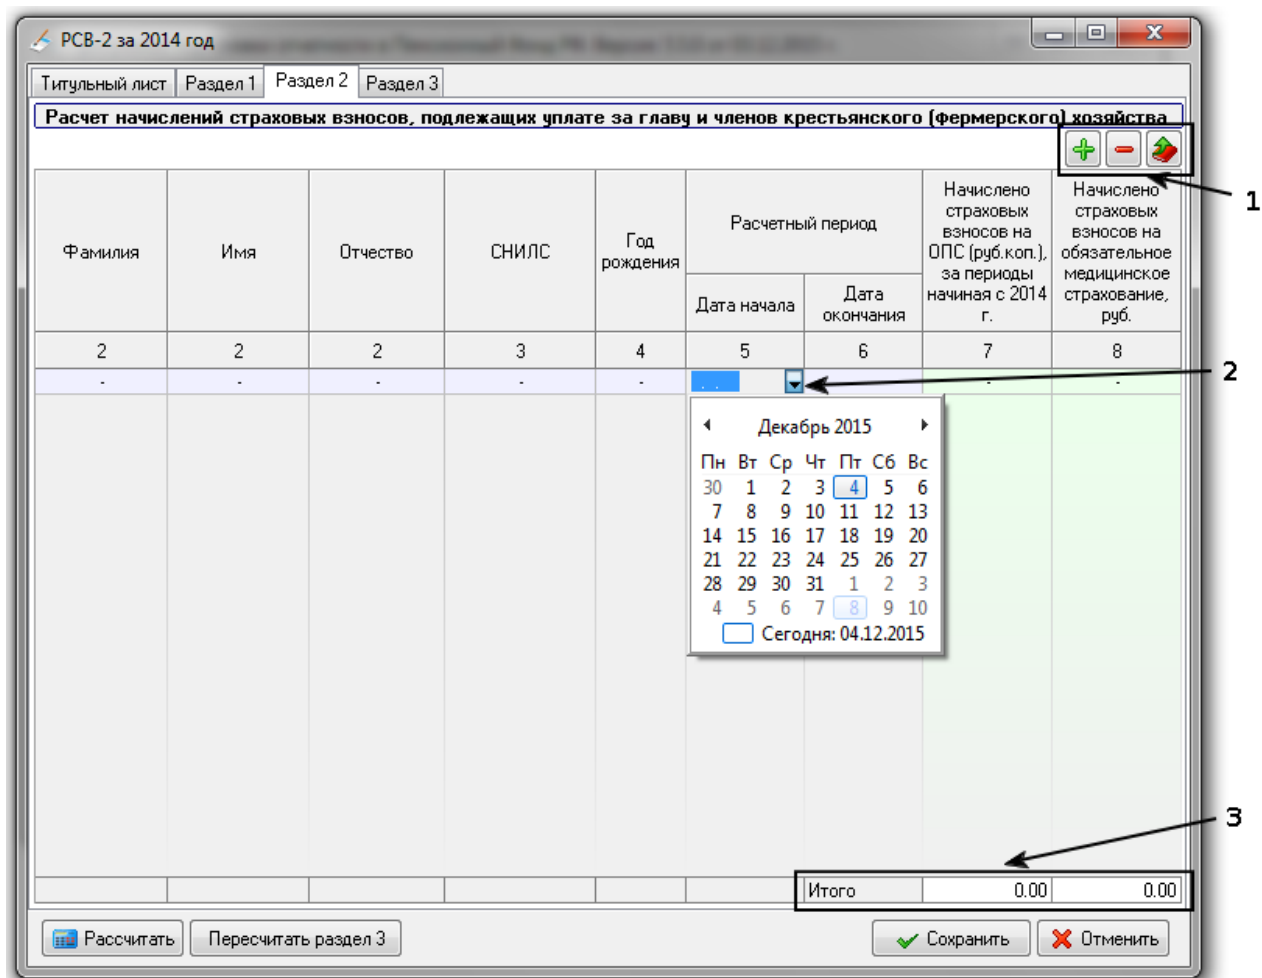 РСВ-2 за 2014 год
Титульный лист Раздел 1 Раздел 2 Раздел 3
Расчет начислений страховых взносов, подлежащих уплате за главу и членов крестьянского (фермерского) хозяйства
1
Фамилия
Имя
Отчество
СНИЛС
Год
рождения
Расчетный период
Дата начала
Дата
окончания
Начислено
страховых
взносов на
ОПС (руб.коп.),
за периоды
начиная с 2014
г.
Начислено
страховых
взносов на
обязательное
медицинское
страхование,
руб.
2 2 2 3 4 5 6 7 8
- - - - - . . - -
2
Декабрь 2015
Пн Вт Ср Чт Пт Сб Вс
30 1 2 3 4 5 6
7 8 9 10 11 12 13
14 15 16 17 18 19 20
21 22 23 24 25 26 27
28 29 30 31 1 2 3
4 5 6 7 8 9 10
Сегодня: 04.12.2015
3
Итого 0.00 0.00
Рассчитать Пересчитать раздел 3 Сохранить Отменить